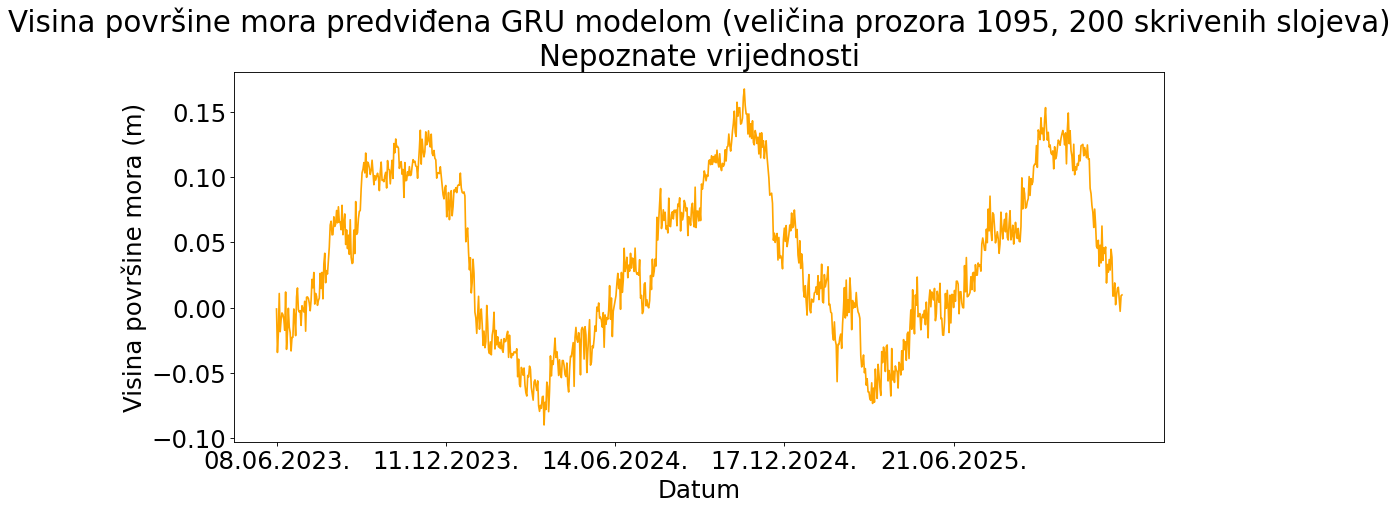 Visina površine mora predviđena GRU modelom (veličina prozora 1095, 200 skrivenih slojeva)
Nepoznate vrijednosti
Visina površine mora (m)
0.15
0.10
0.05
0.00
−0.05
−0.10
08.06.2023. 11.12.2023. 14.06.2024. 17.12.2024. 21.06.2025.
Datum